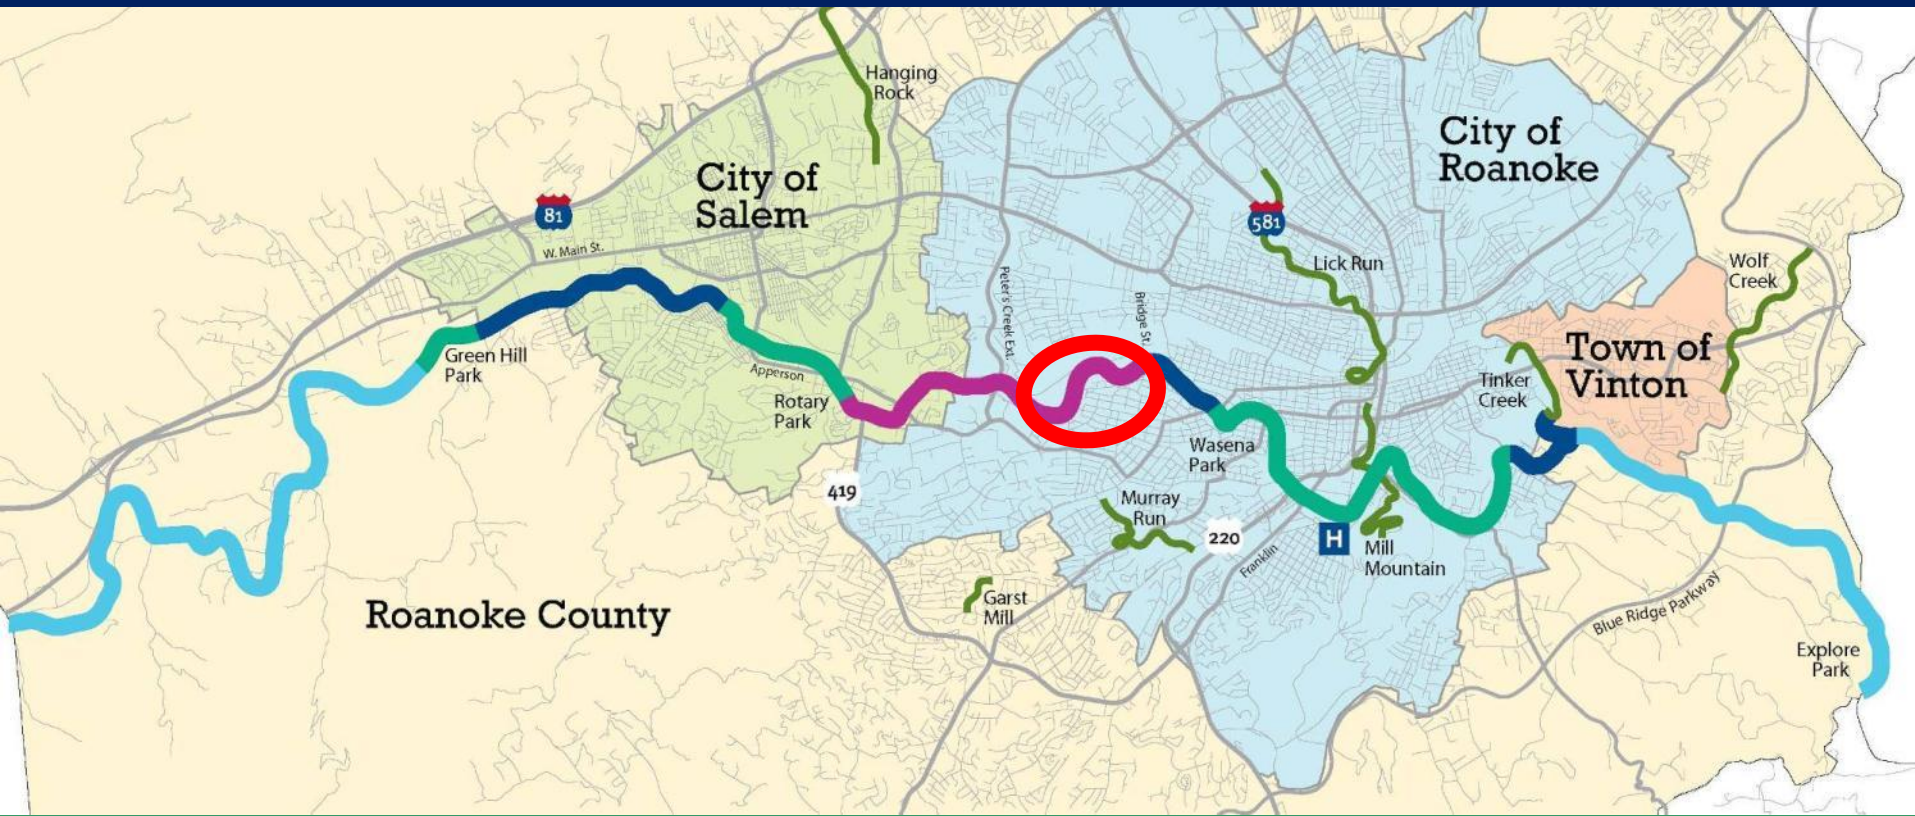 Hanging
Rock
City of
Salem
City of
Roanoke
81
581
W. Main St.
Lick Run
Wolf
Creek
Peter's Creek Ext.
Bridge St.
Green Hill
Park
Apperson
Rotary
Park
Town of
Vinton
Tinker
Creek
Wasena
Park
419
Murray
Run
220
H
Franklin
Mill
Mountain
Garst
Mill
Roanoke County
Blue Ridge Parkway
Explore
Park